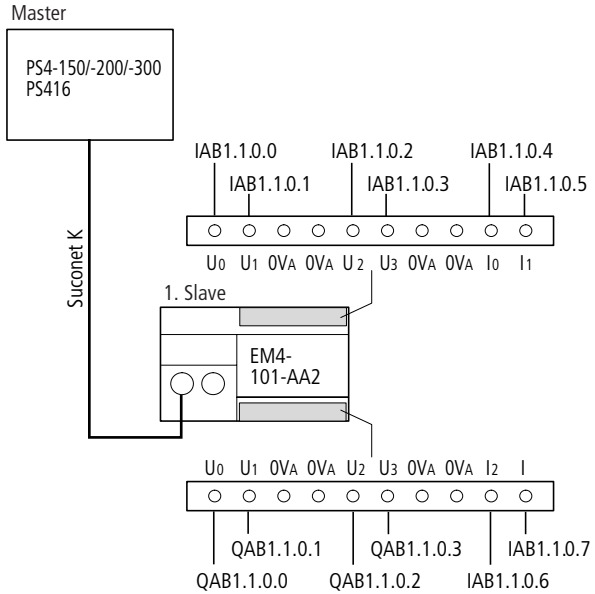 Master
PS4-150/-200/-300
PS416
Suconet K
IAB1.1.0.0 IAB1.1.0.2 IAB1.1.0.4
IAB1.1.0.1 IAB1.1.0.3 IAB1.1.0.5
U0 U1 0VA 0VA U2 U3 0VA 0VA I0 I1
1. Slave
EM4-
101-AA2
U0 U1 0VA 0VA U2 U3 0VA 0VA I2 I
QAB1.1.0.1 QAB1.1.0.3 IAB1.1.0.7
QAB1.1.0.0 QAB1.1.0.2 IAB1.1.0.6